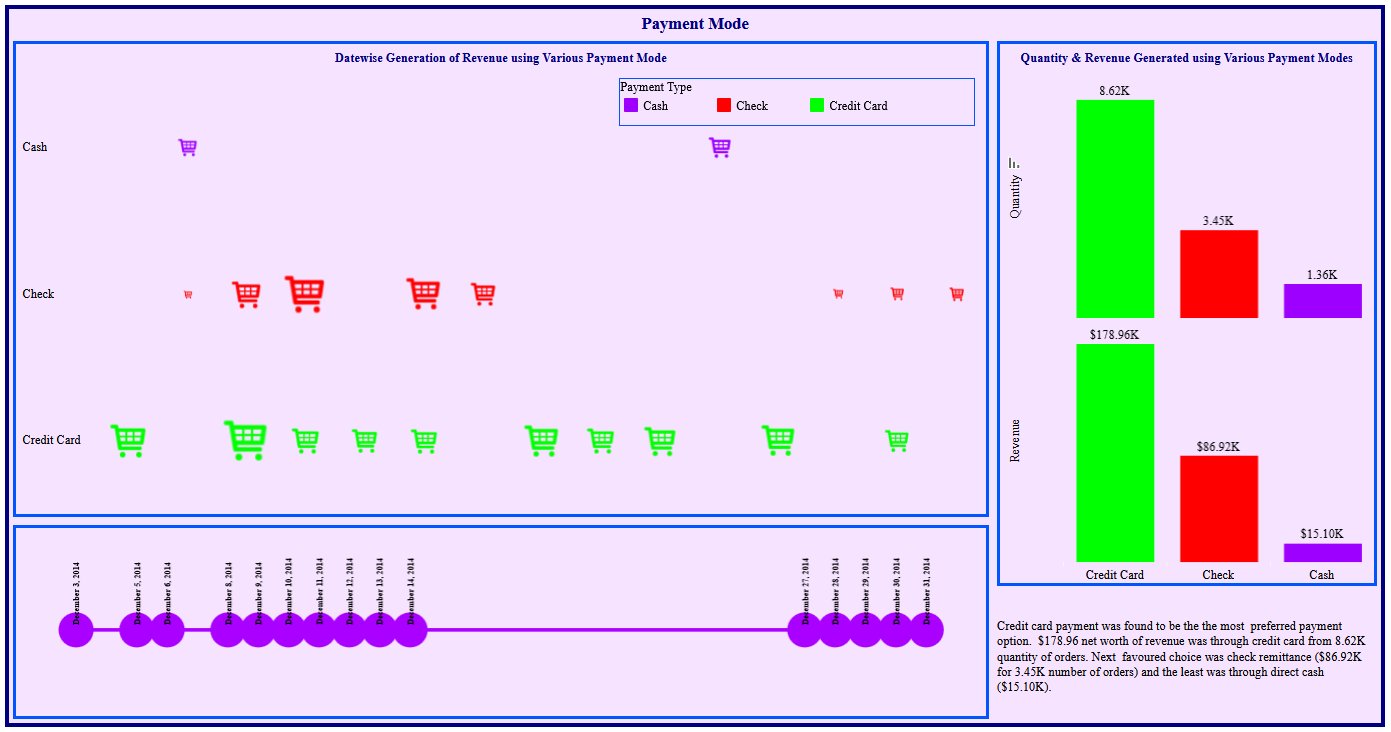 Payment Mode
Datewise Generation of Revenue using Various Payment Mode
Payment Type
Cash
Check
Credit Card
Cash
Check
Credit Card
December 3, 2014
December 5, 2014
December 6, 2014
December 8, 2014
December 9, 2014
December 10, 2014
December 11, 2014
December 12, 2014
December 13, 2014
December 14, 2014
December 27, 2014
December 28, 2014
December 29, 2014
December 30, 2014
December 31, 2014
Quantity & Revenue Generated using Various Payment Modes
Quantity
8.62K
3.45K
1.36K
Revenue
$178.96K
$86.92K
$15.10K
Credit Card
Check
Cash
Credit card payment was found to be the the most preferred payment
option. $178.96 net worth of revenue was through credit card from 8.62K
quantity of orders. Next favoured choice was check remittance ($86.92K
for 3.45K number of orders) and the least was through direct cash
($15.10K).